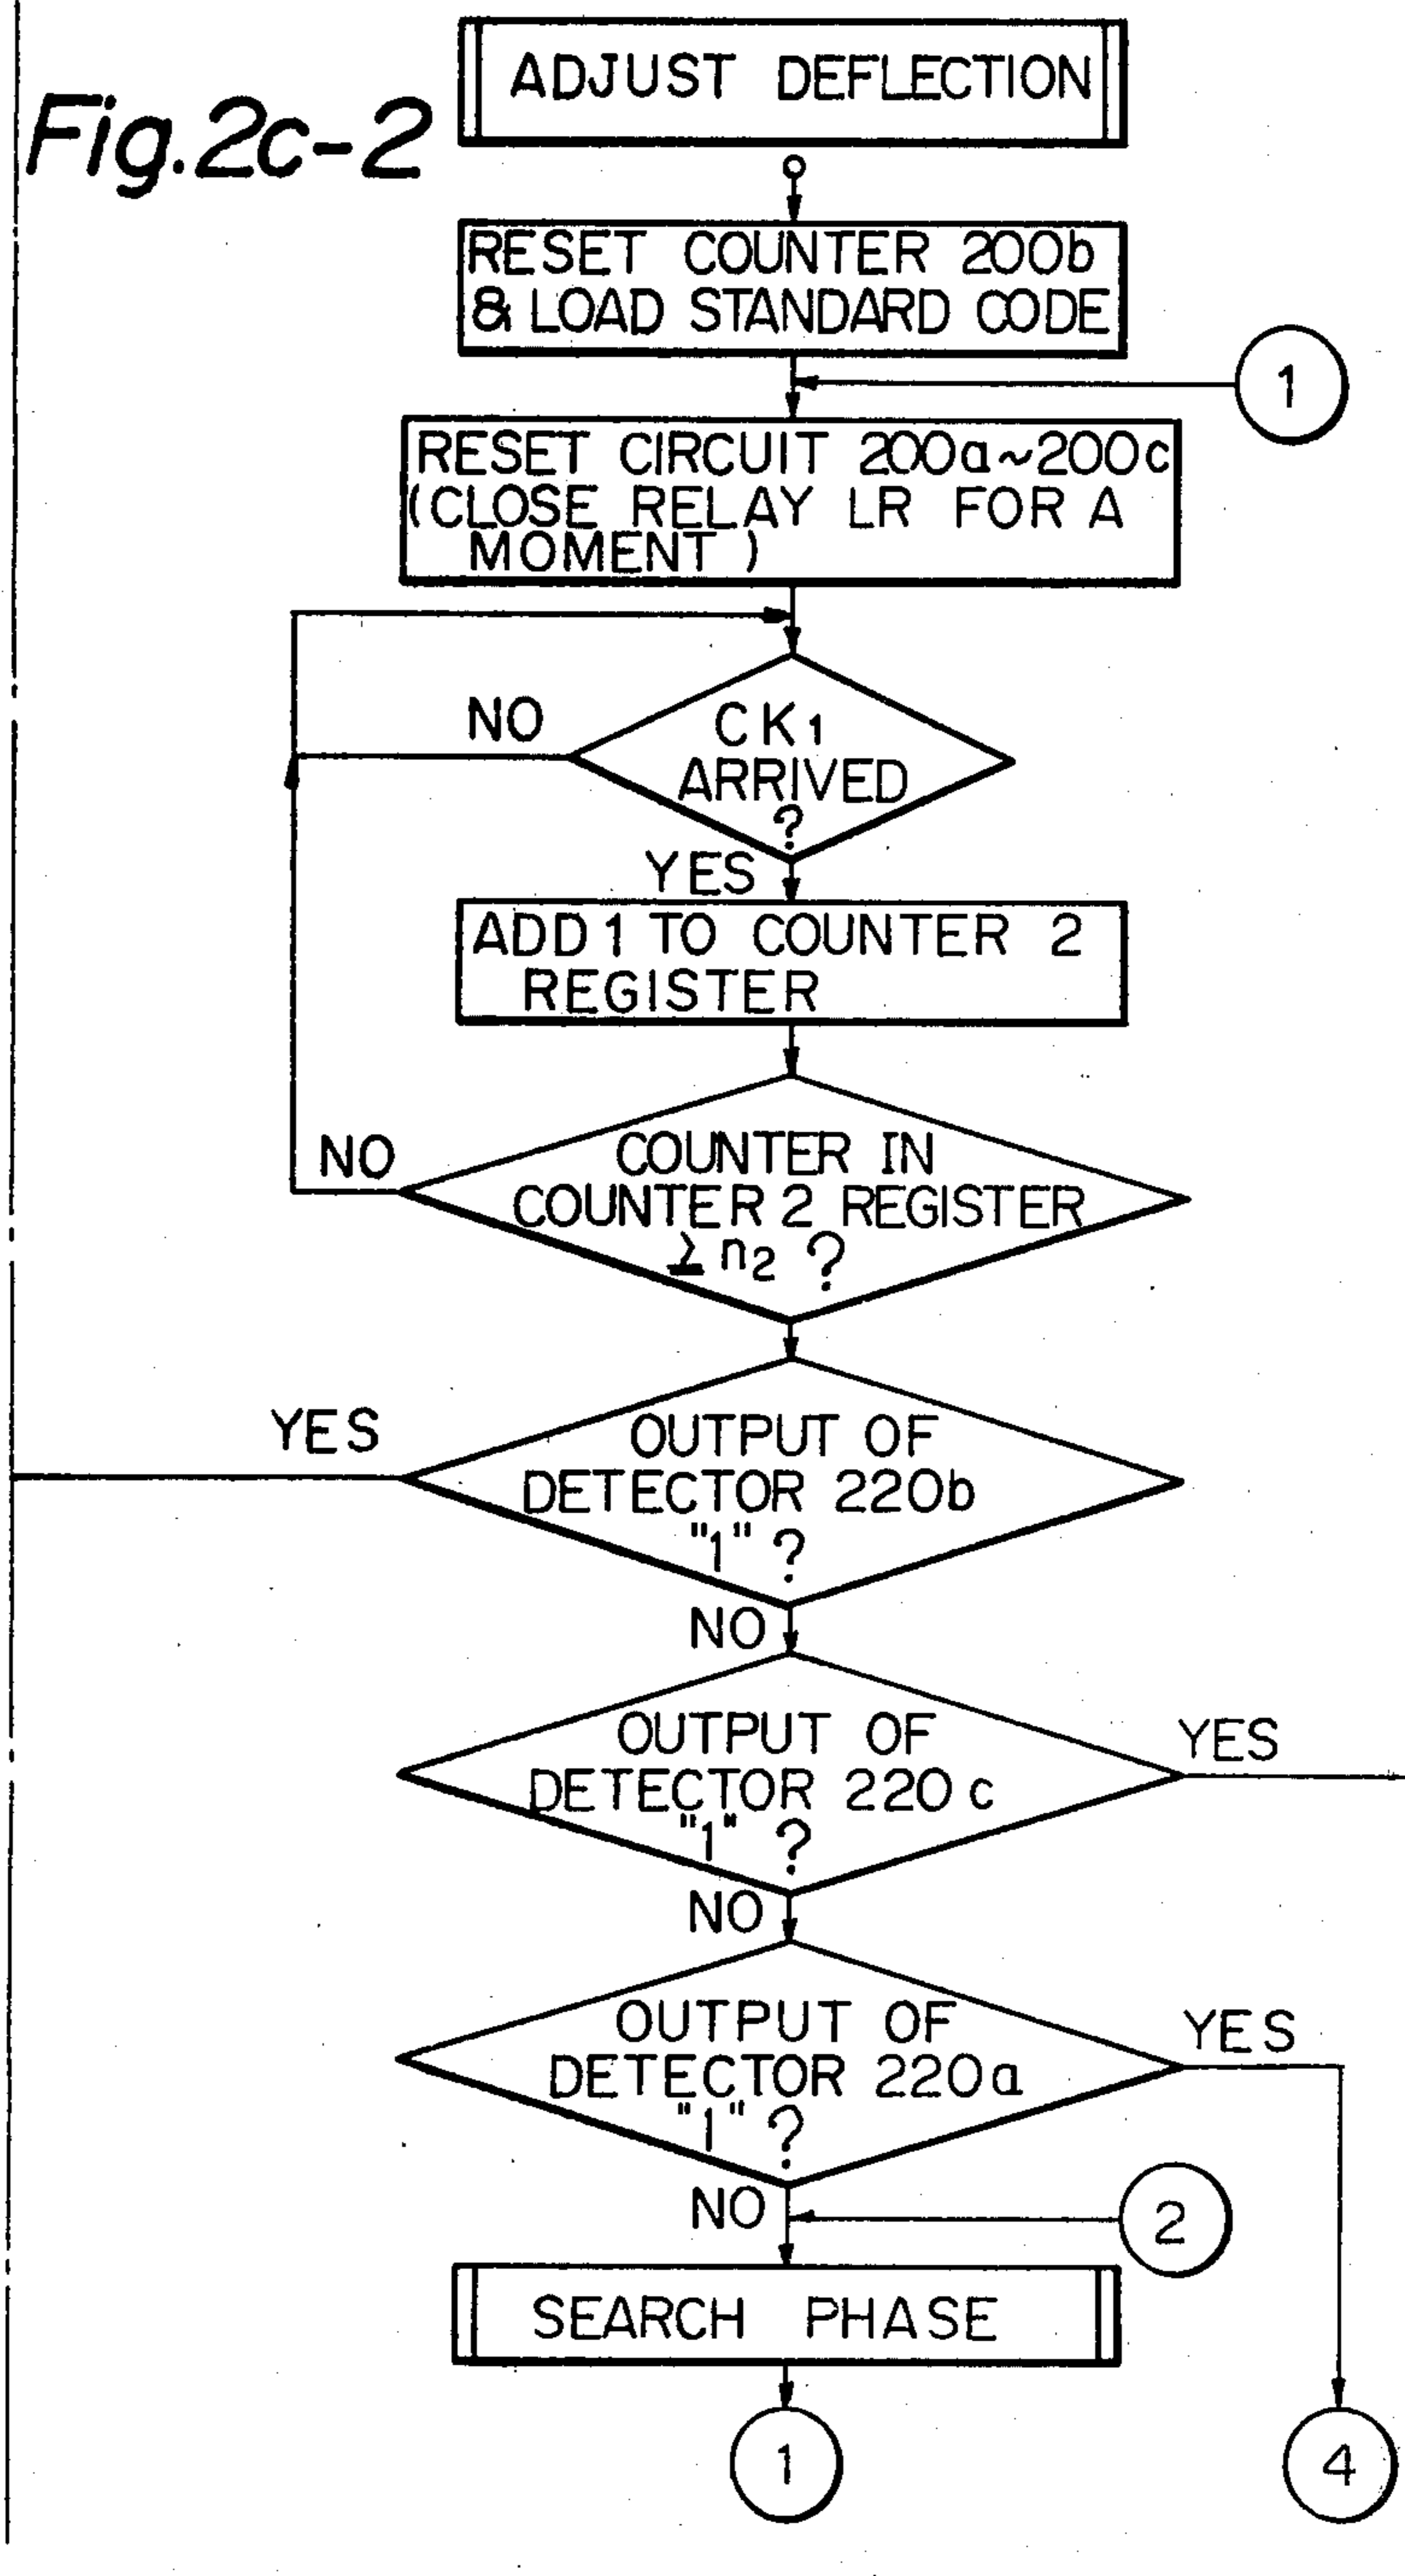 Fig.2c-2
ADJUST DEFLECTION
RESET COUNTER 200b
& LOAD STANDARD CODE
1
RESET CIRCUIT 200a~200c
(CLOSE RELAY LR FOR A
MOMENT)
NO
CK1
ARRIVED
?
YES
ADD 1 TO COUNTER 2
REGISTER
NO
COUNTER IN
COUNTER 2 REGISTER
≥ n2 ?
YES
OUTPUT OF
DETECTOR 220b
"1" ?
NO
OUTPUT OF
DETECTOR 220c
"1" ?
YES
NO
OUTPUT OF
DETECTOR 220a
"1" ?
YES
NO
2
SEARCH PHASE
1
4